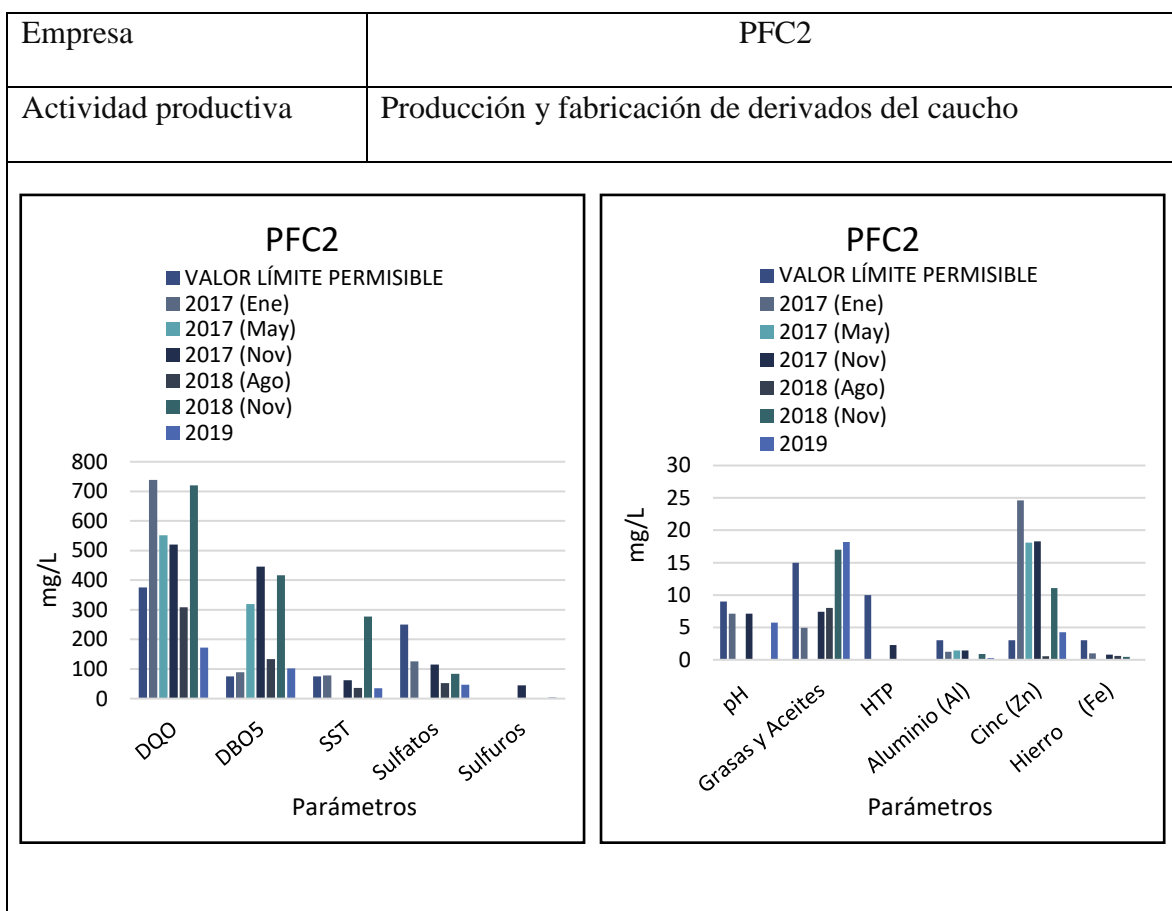 Empresa PFC2
Actividad productiva Producción y fabricación de derivados del caucho
PFC2
VALOR LÍMITE PERMISIBLE
2017 (Ene)
2017 (May)
2017 (Nov)
2018 (Ago)
2018 (Nov)
2019
800
700
600
500
400
300
200
100
0
mg/L
DQO
DBO5
SST
Sulfatos
Sulfuros
Parámetros
PFC2
VALOR LÍMITE PERMISIBLE
2017 (Ene)
2017 (May)
2017 (Nov)
2018 (Ago)
2018 (Nov)
2019
30
25
20
15
10
5
0
mg/L
pH
Grasas y Aceites
HTP
Aluminio (Al)
Cinc (Zn)
Hierro (Fe)
Parámetros